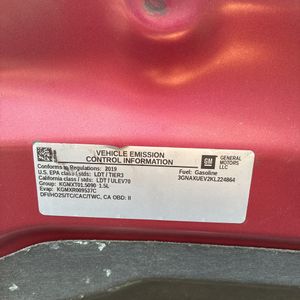 VEHICLE EMISSION
CONTROL INFORMATION
Conforms to Regulations: 2019
U.S. EPA class/stds: LDT / TIER3
California class / stds: LDT / ULEV70
Group: KGMXT01.5090 1.5L
Evap: KGMXR0095
DFI/HO2S/TC/CAC/TWC, CA OBD: II
GM
GENERAL
MOTORS
LLC
Fuel: Gasoline
3GNAXUEV2KL224864